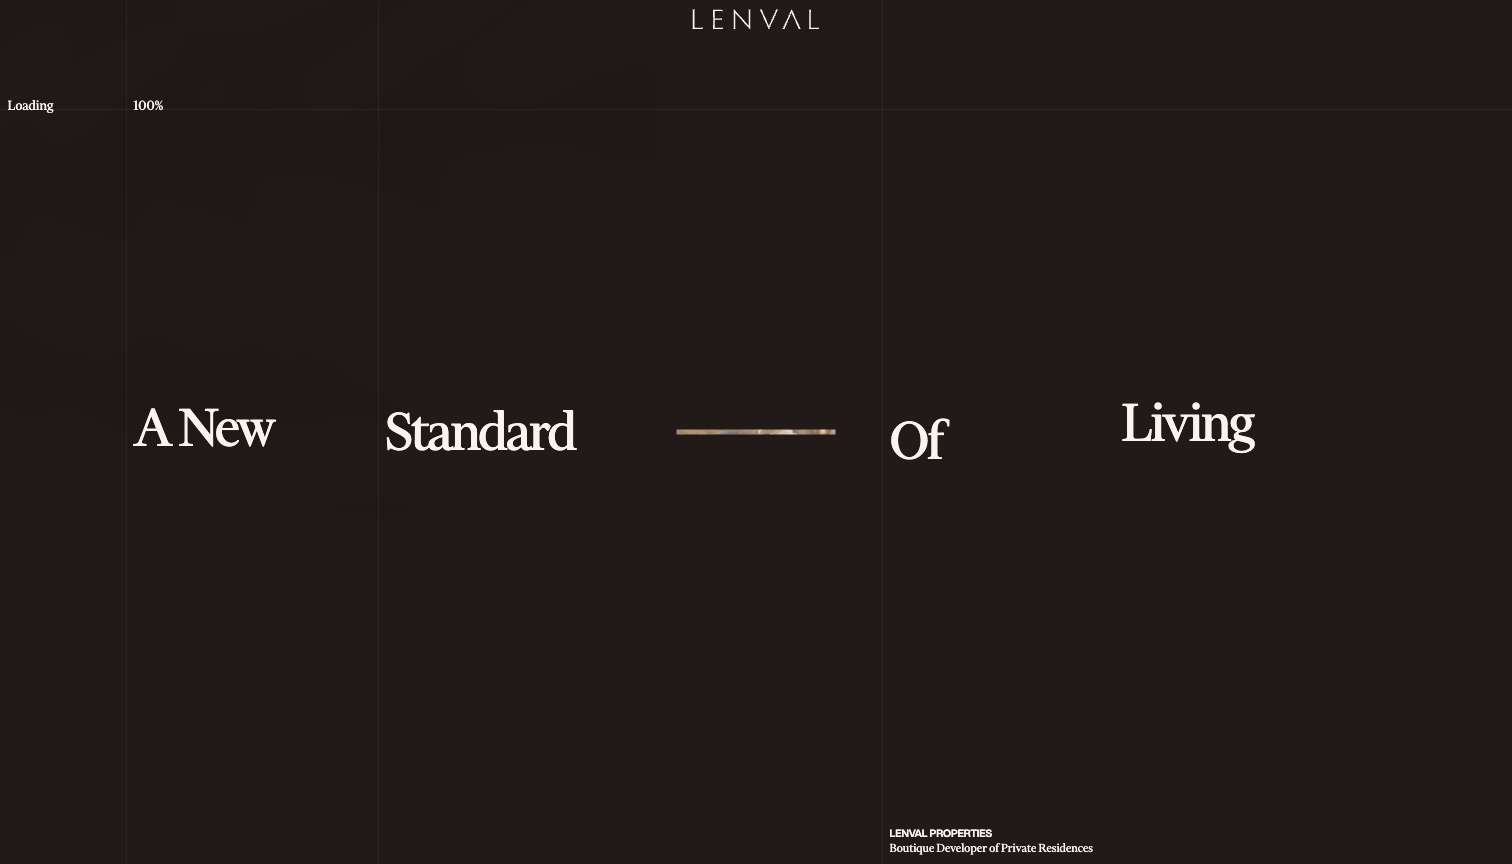 LENVAL
Loading 100%
A New Standard Of Living
LENVAL PROPERTIES
Boutique Developer of Private Residences